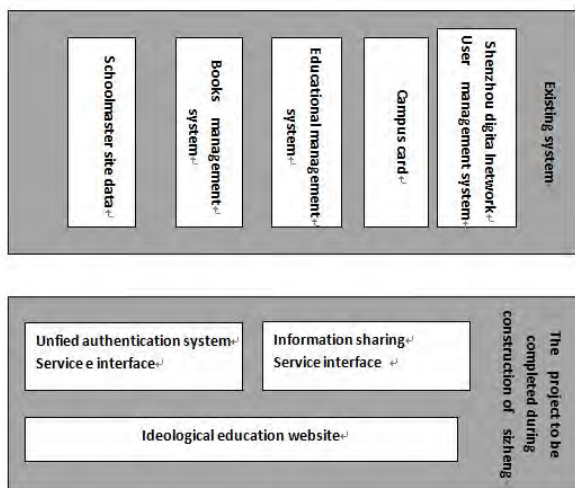 Schoolmaster site data
Books management
system
Educational management
system
Campus card
Shenzhou digita lnetwork
User management system
Existing system
Unfied authentication system
Service e interface
Information sharing
Service interface
Ideological education website
The project to be
completed during
construction of sizheng